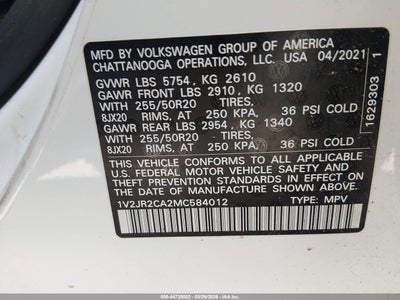 MFD BY VOLKSWAGEN GROUP OF AMERICA
CHATTANOOGA OPERATIONS, LLC. USA 04/2021
GVWR LBS 5754 , KG 2610
GAWR FRONT LBS 2910 , KG 1320
WITH 255/50R20 TIRES,
8JX20 RIMS, AT 250 KPA, 36 PSI COLD
GAWR REAR LBS 2954 , KG 1340
WITH 255/50R20 TIRES,
8JX20 RIMS, AT 250 KPA, 36 PSI COLD
THIS VEHICLE CONFORMS TO ALL APPLICABLE
U.S. FEDERAL MOTOR VEHICLE SAFETY
STANDARDS IN EFFECT ON THE DATE OF
MANUFACTURE SHOWN ABOVE.
1V2JR2CA2MC584012 TYPE: MPV
1629303 1